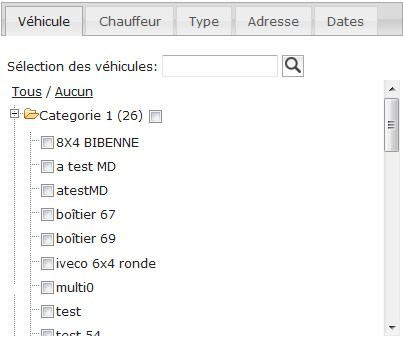 Véhicule Chauffeur Type Adresse Dates
Sélection des véhicules:
Tous / Aucun
Categorie 1 (26)
8X4 BIBENNE
a test MD
atestMD
boîtier 67
boîtier 69
iveco 6x4 ronde
multi0
test
test 54